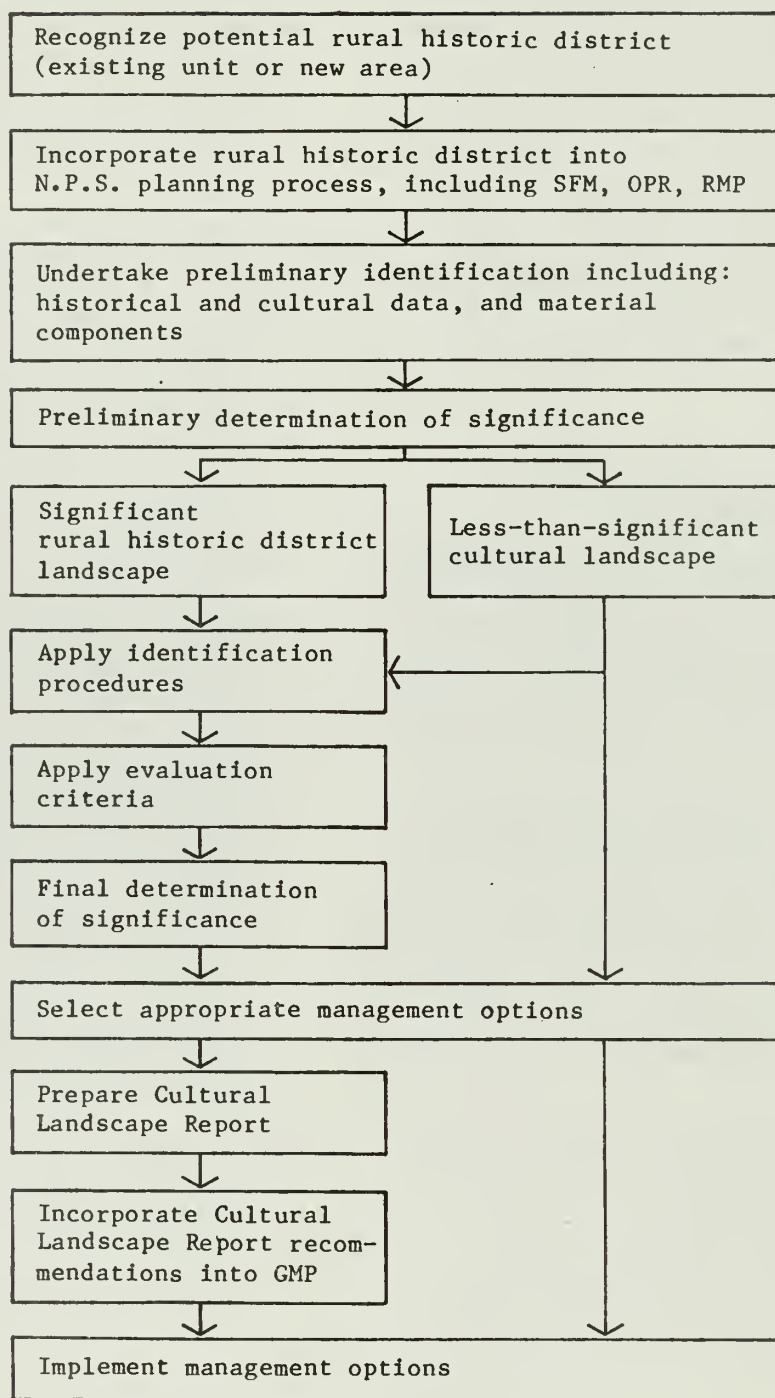 Recognize potential rural historic district
(existing unit or new area)
Incorporate rural historic district into
N.P.S. planning process, including SFM, OPR, RMP
Undertake preliminary identification including:
historical and cultural data, and material
components
Preliminary determination of significance
Significant
rural historic district
landscape
Less-than-significant
cultural landscape
Apply identification
procedures
Apply evaluation
criteria
Final determination
of significance
Select appropriate management options
Prepare Cultural
Landscape Report
Incorporate Cultural
Landscape Report recom-
mendations into GMP
Implement management options